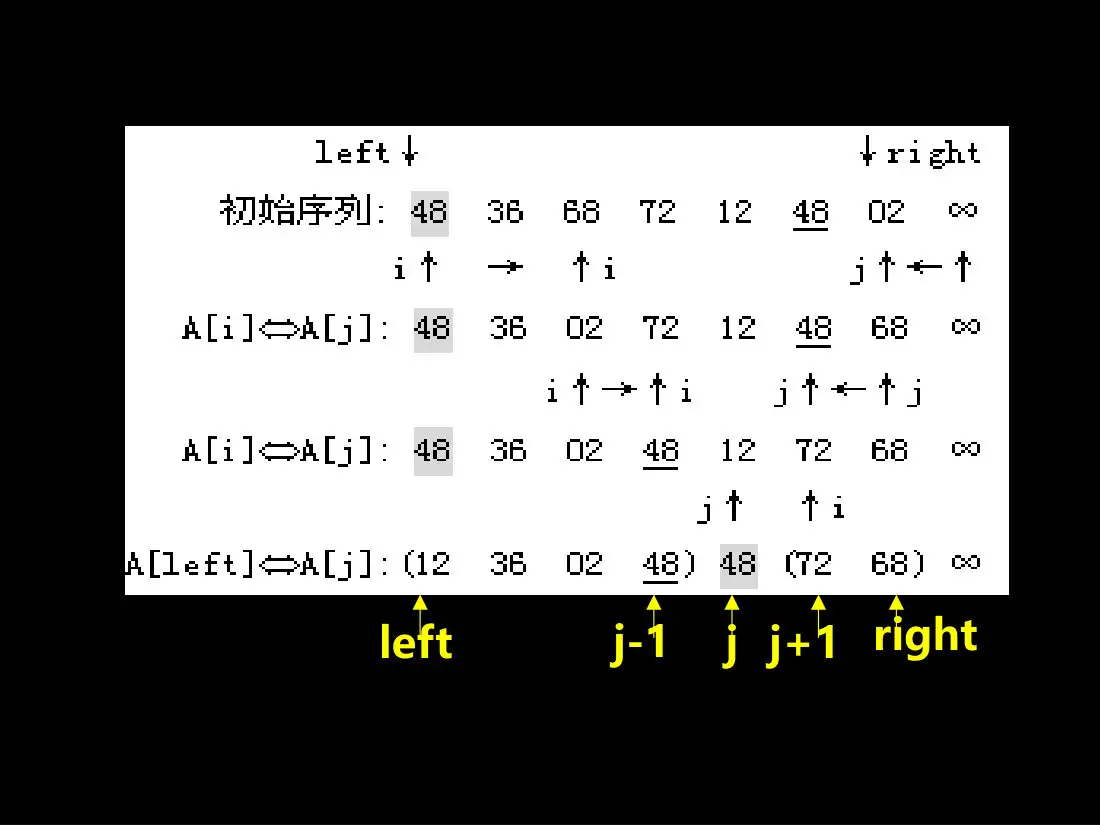 left↓ ↓right
初始序列: 48 36 68 72 12 48 02 ∞
i↑ → ↑i j↑←↑
A[i]⇔A[j]: 48 36 02 72 12 48 68 ∞
i↑→↑i j↑←↑j
A[i]⇔A[j]: 48 36 02 48 12 72 68 ∞
j↑ ↑i
A[left]⇔A[j]:(12 36 02 48) 48 (72 68) ∞
left j-1 j j+1 right